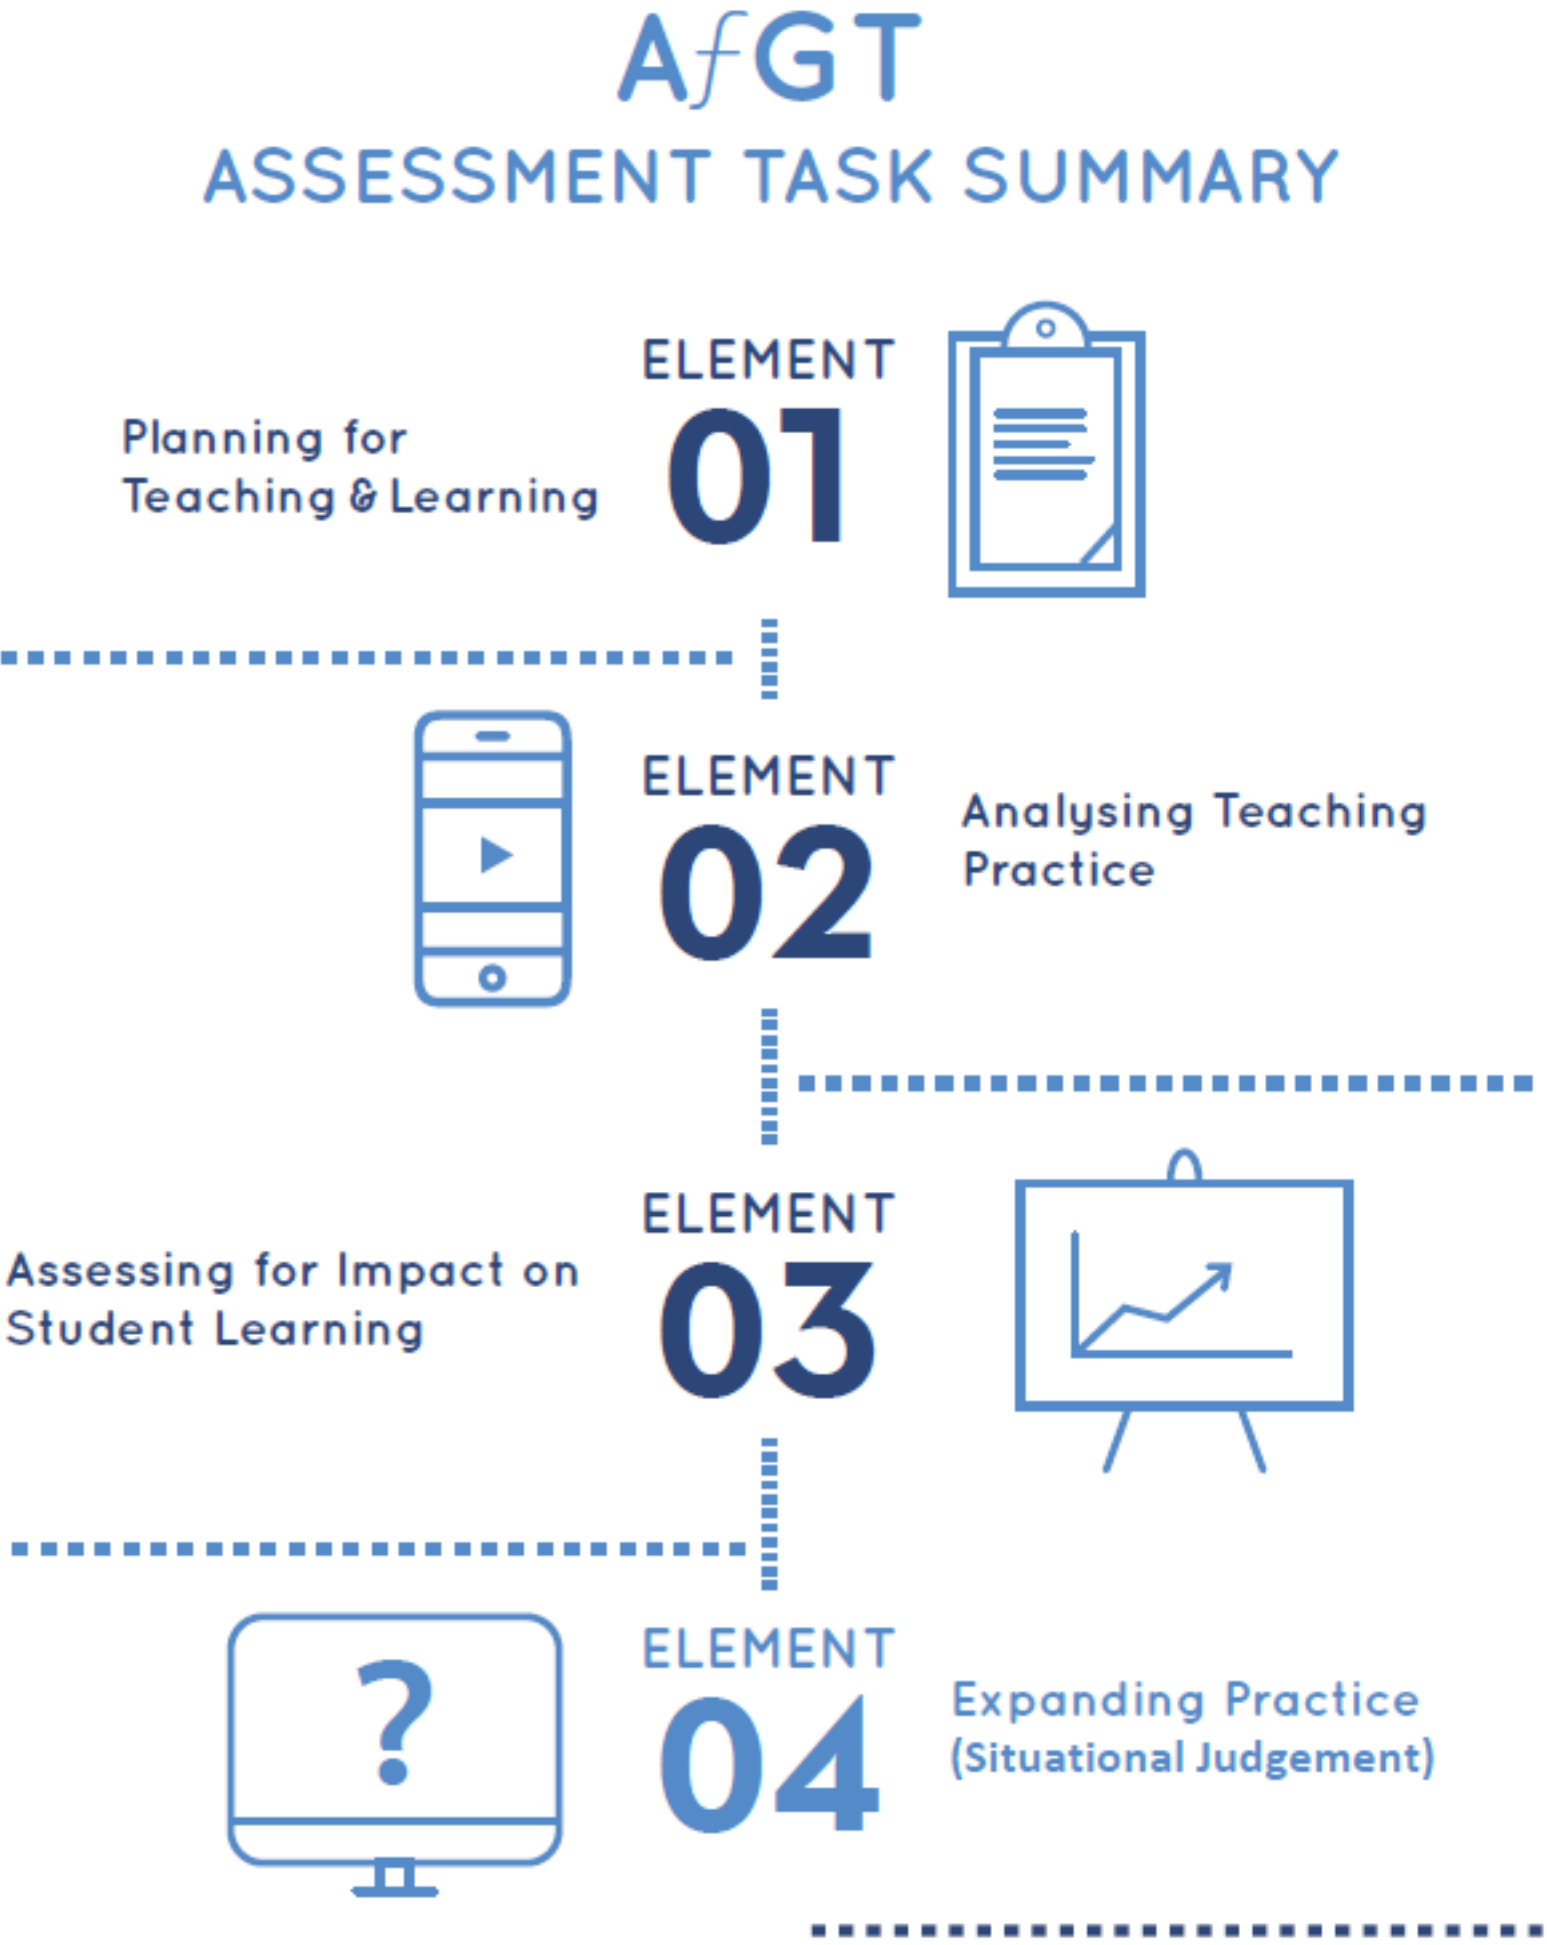 AfGT
ASSESSMENT TASK SUMMARY
ELEMENT
01
Planning for
Teaching & Learning
ELEMENT
02
Analysing Teaching
Practice
ELEMENT
03
Assessing for Impact on
Student Learning
?
ELEMENT
04
Expanding Practice
(Situational Judgement)